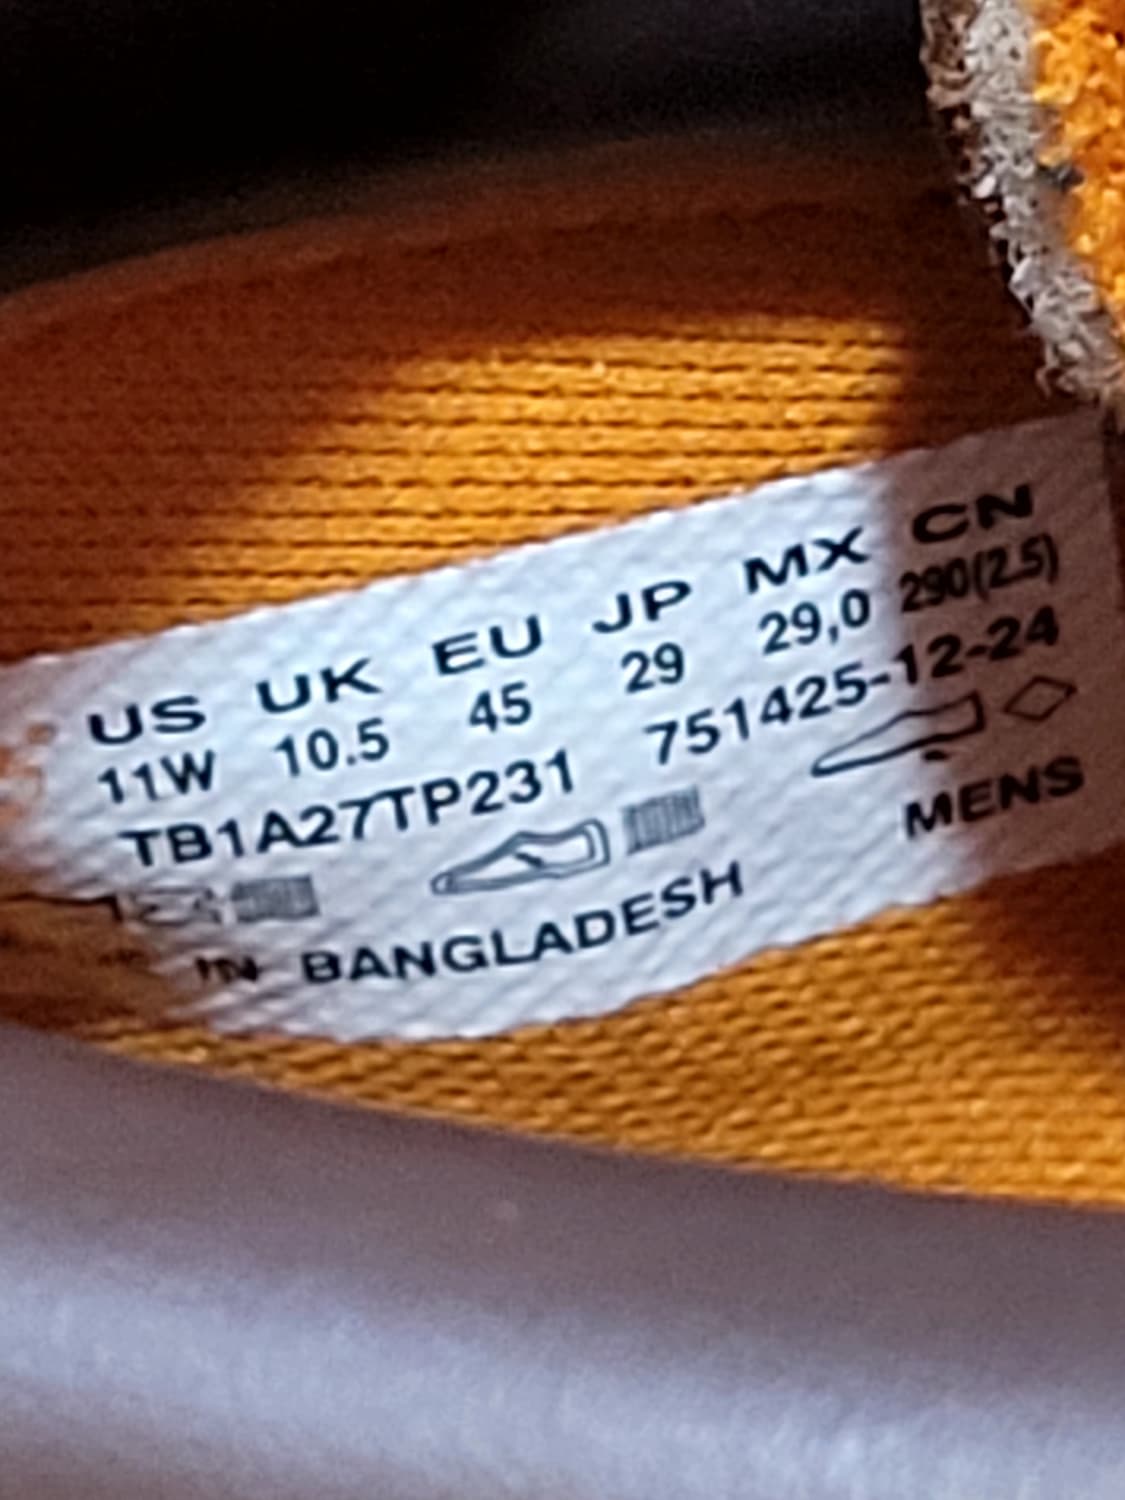 US UK EU JP MX CN
11W 10.5 45 29 29,0 290(2.5)
TB1A27TP231 751425-12-24
IN BANGLADESH MENS